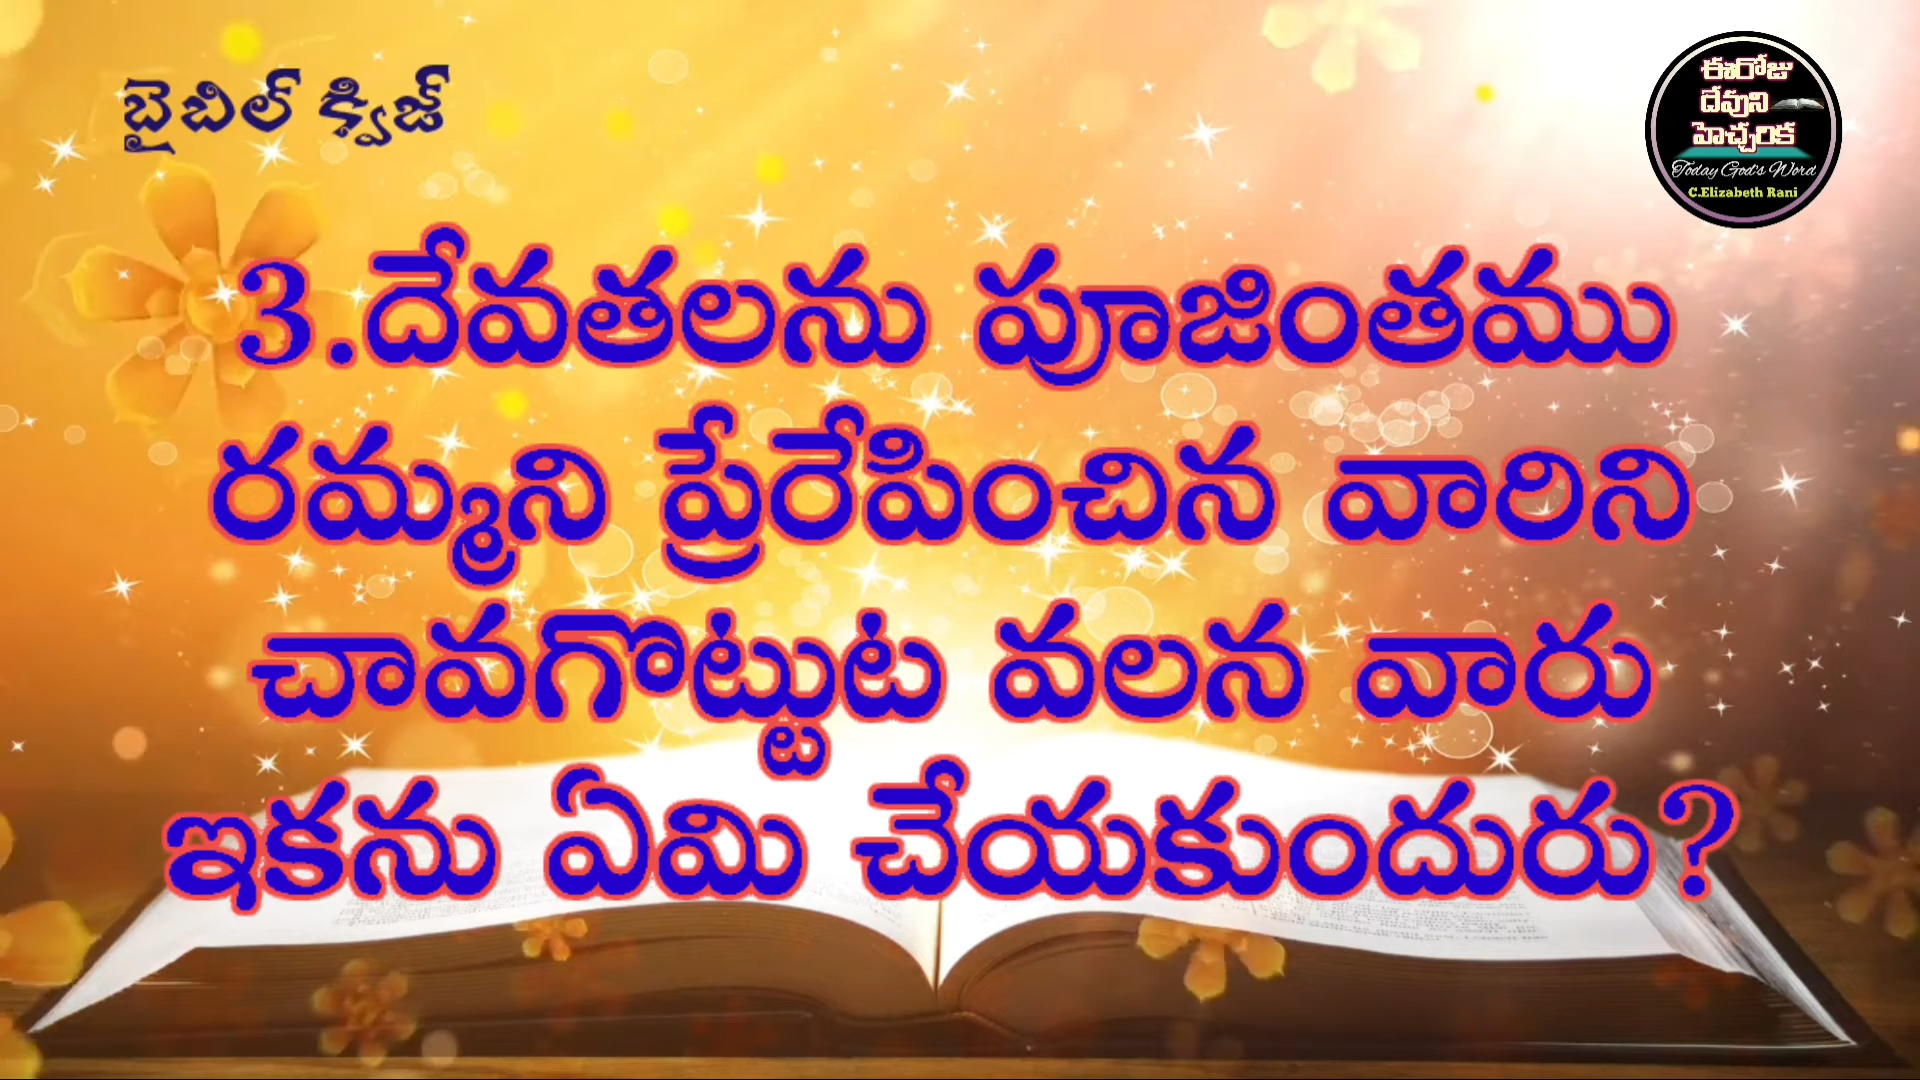 బైబిల్ క్విజ్
ఈరోజు
దేవుని
హెచ్చరిక
Today God's Word
C.Elizabeth Rani
3.దేవతలను పూజింతము
రమ్మని ప్రేరేపించిన వారిని
చావగొట్టుట వలన వారు
ఇకను ఏమి చేయకుందురు?